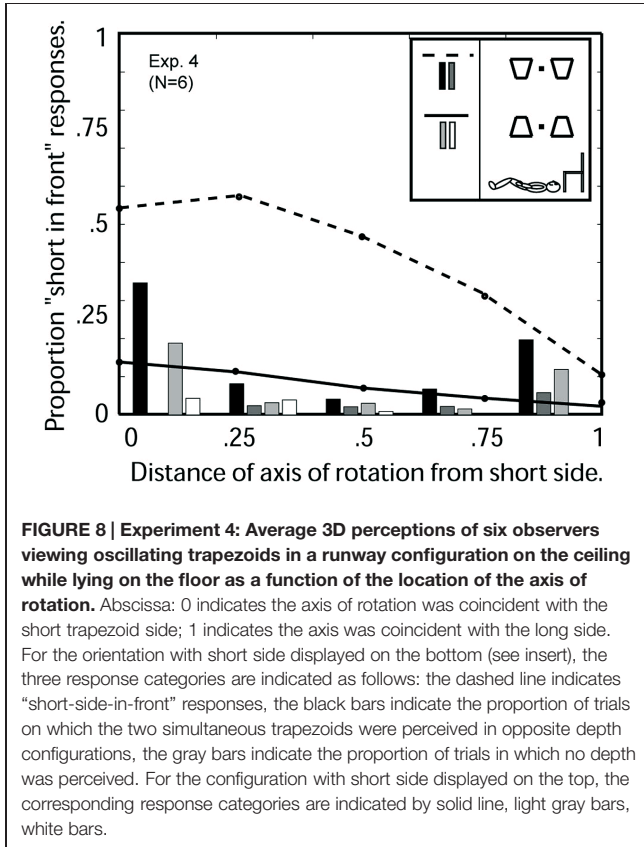 Proportion "short in front" responses.
1
.75
.5
.25
0
Exp. 4
(N=6)
0 .25 .5 .75 1
Distance of axis of rotation from short side.
FIGURE 8 | Experiment 4: Average 3D perceptions of six observers
viewing oscillating trapezoids in a runway configuration on the ceiling
while lying on the floor as a function of the location of the axis of
rotation. Abscissa: 0 indicates the axis of rotation was coincident with the
short trapezoid side; 1 indicates the axis was coincident with the long side.
For the orientation with short side displayed on the bottom (see insert), the
three response categories are indicated as follows: the dashed line indicates
“short-side-in-front” responses, the black bars indicate the proportion of trials
on which the two simultaneous trapezoids were perceived in opposite depth
configurations, the gray bars indicate the proportion of trials in which no depth
was perceived. For the configuration with short side displayed on the top, the
corresponding response categories are indicated by solid line, light gray bars,
white bars.